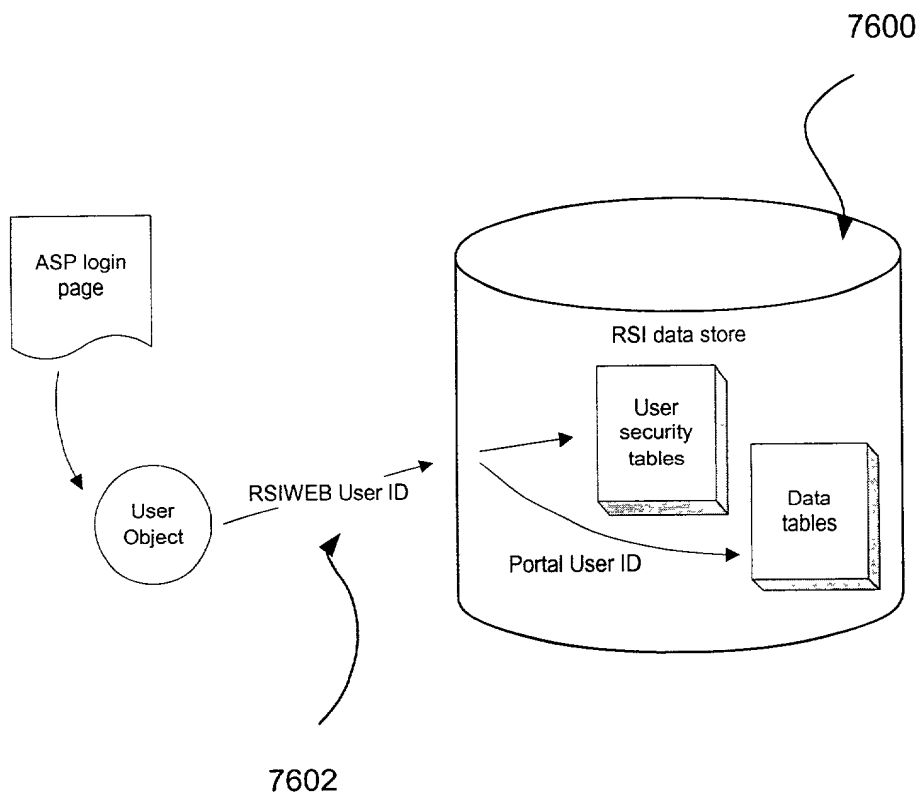 7600
ASP login
page
RSI data store
User
security
tables
User
Object
RSIWEB User ID
Data
tables
Portal User ID
7602